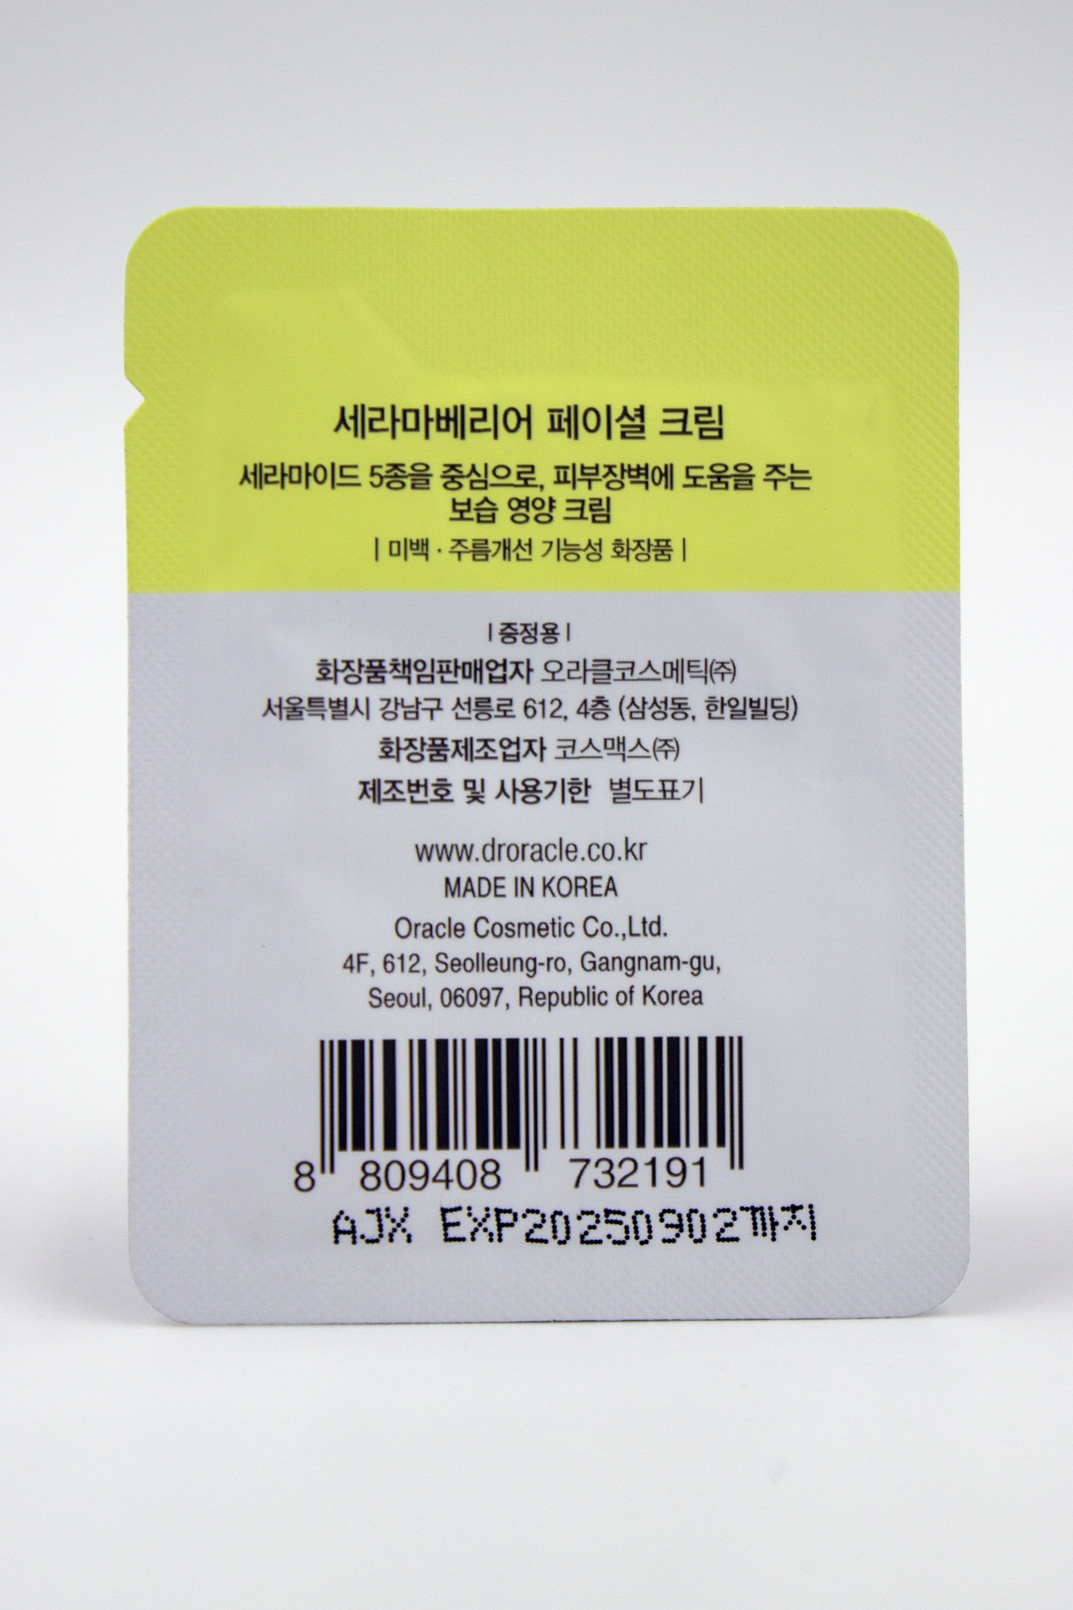 세라마베리어 페이셜 크림
세라마이드 5종을 중심으로, 피부장벽에 도움을 주는
보습 영양 크림
| 미백 · 주름개선 기능성 화장품 |
| 증정용 |
화장품책임판매업자 오라클코스메틱㈜
서울특별시 강남구 선릉로 612, 4층 (삼성동, 한일빌딩)
화장품제조업자 코스맥스㈜
제조번호 및 사용기한 별도표기
www.droracle.co.kr
MADE IN KOREA
Oracle Cosmetic Co.,Ltd.
4F, 612, Seolleung-ro, Gangnam-gu,
Seoul, 06097, Republic of Korea
8 809408 732191
AJX EXP20250902까지